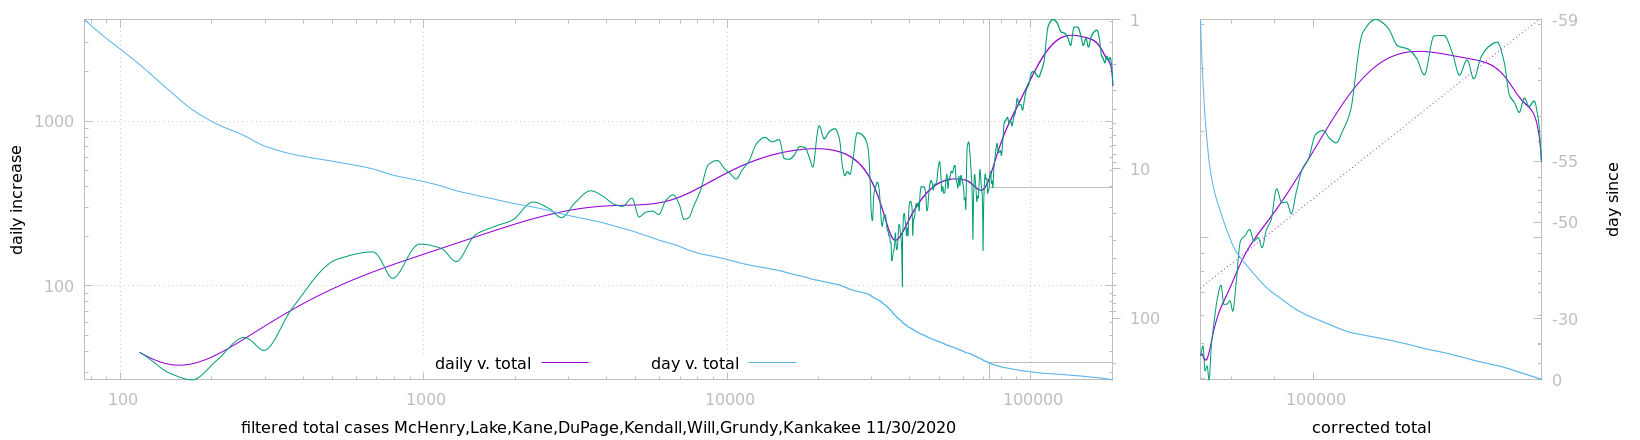 daily increase
1000
100
daily v. total
day v. total
100
1000
10000
100000
filtered total cases McHenry,Lake,Kane,DuPage,Kendall,Will,Grundy,Kankakee 11/30/2020
1
10
100
100000
corrected total
-59
-55
-50
-30
0
day since